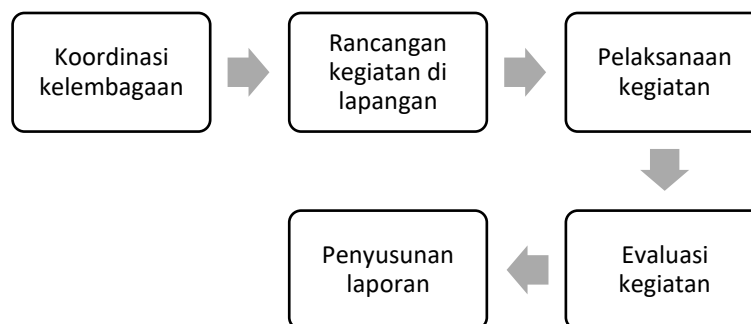 Koordinasi
kelembagaan
Rancangan
kegiatan di
lapangan
Pelaksanaan
kegiatan
Evaluasi
kegiatan
Penyusunan
laporan